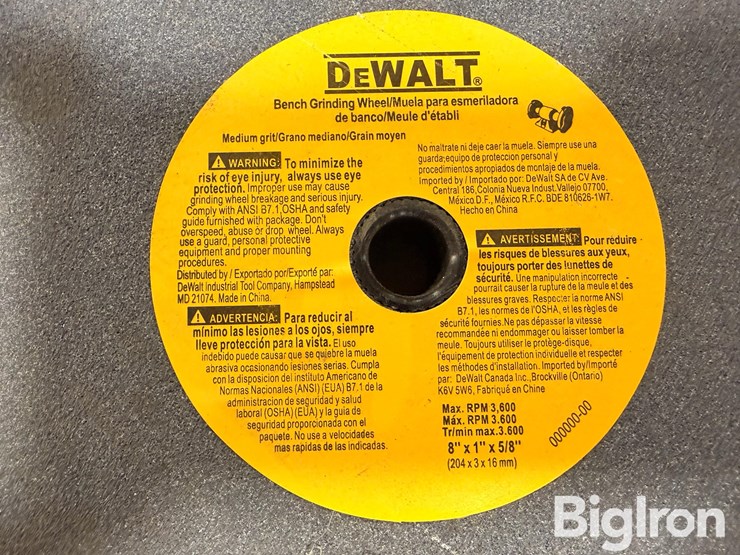 DEWALT®
Bench Grinding Wheel/Muela para esmeriladora
de banco/Meule d'établi
Medium grit/Grano mediano/Grain moyen
WARNING: To minimize the
risk of eye injury, always use eye
protection. Improper use may cause
grinding wheel breakage and serious injury.
Comply with ANSI B7.1,OSHA and safety
guide furnished with package. Don't
overspeed, abuse or drop wheel. Always
use a guard, personal protective
equipment and proper mounting
procedures.
Distributed by / Exportado por/Exporté par:
DeWalt Industrial Tool Company, Hampstead
MD 21074, Made in China.
ADVERTENCIA: Para reducir al
mínimo las lesiones a los ojos, siempre
lleve protección para la vista. El uso
indebido puede causar que se quiebre la muela
abrasiva ocasionando lesiones serias. Cumpla
con la disposicion del instituto Americano de
Normas Nacionales (ANSI) (EUA) B7.1 de la
administracion de seguridad y salud
laboral (OSHA) (EUA) y la guia de
seguridad proporcionada con el
paquete. No use a velocidades
mas rapidas de las indicadas.
No maltrate ni deje caer la muela. Siempre use una
guarda,equipo de proteccion personal y
procedimientos apropiados de montaje de la muela.
Imported by / Importado por: DeWalt SA de CV Ave.
Central 186,Colonia Nueva Indust.Vallejo 07700,
México D.F., México R.F.C. BDE 810626-1W7.
Hecho en China
AVERTISSEMENT: Pour réduire
les risques de blessures aux yeux,
toujours porter des lunettes de
sécurité. Une manipulation incorrecte
pourrait causer la rupture de la meule et des
blessures graves. Respecter la norme ANSI
B7.1, les normes de l'OSHA, et les règles de
sécurité fournies.Ne pas dépasser la vitesse
recommandée ni endommager ou laisser tomber la
meule. Toujours utiliser le protège-disque,
l'équipement de protection individuelle et respecter
les méthodes d'installation. Imported by/Importé
par: DeWalt Canada Inc.,Brockville (Ontario)
K6V 5W6, Fabriqué en Chine
Max. RPM 3,600
Máx. RPM 3,600
Tr/min max.3.600
8" x 1" x 5/8"
(204 x 3 x 16 mm)
000000-00
BigIron